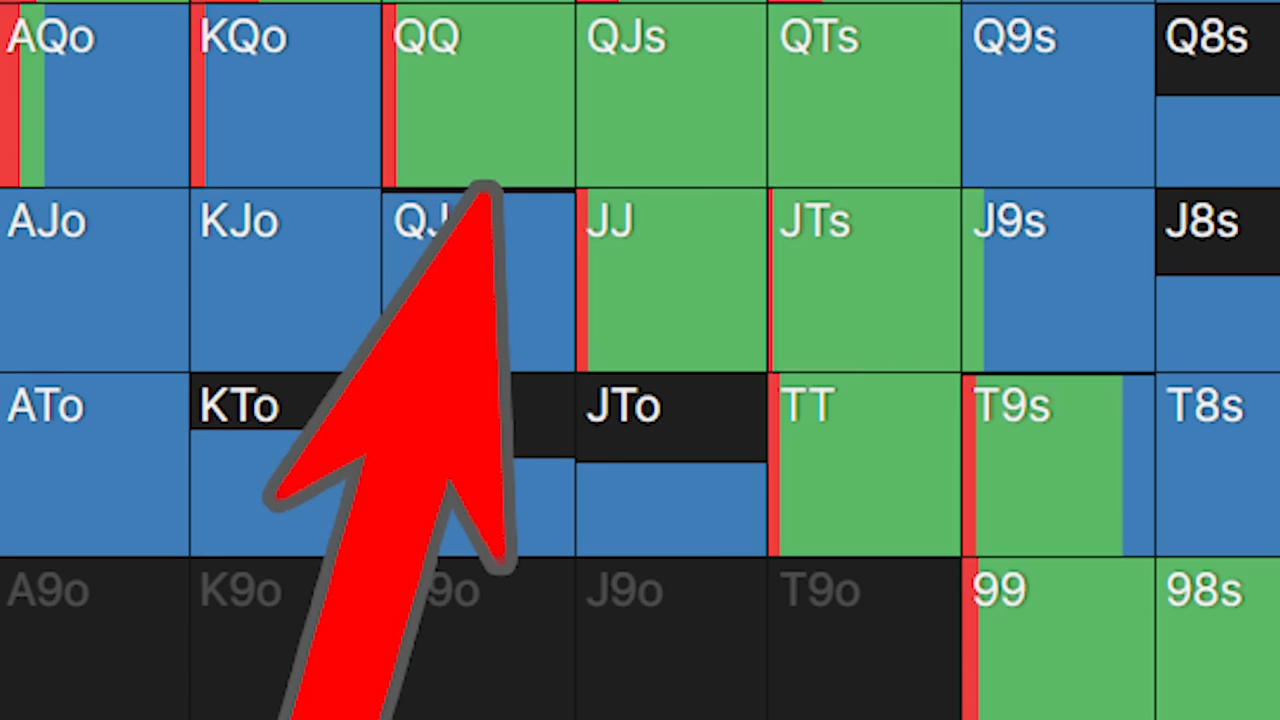 AQo KQo QQ QJs QTs Q9s Q8s
AJo KJo JJ JTs J9s J8s
ATo KTo JTo TT T9s T8s
A9o K9o J9o T9o 99 98s